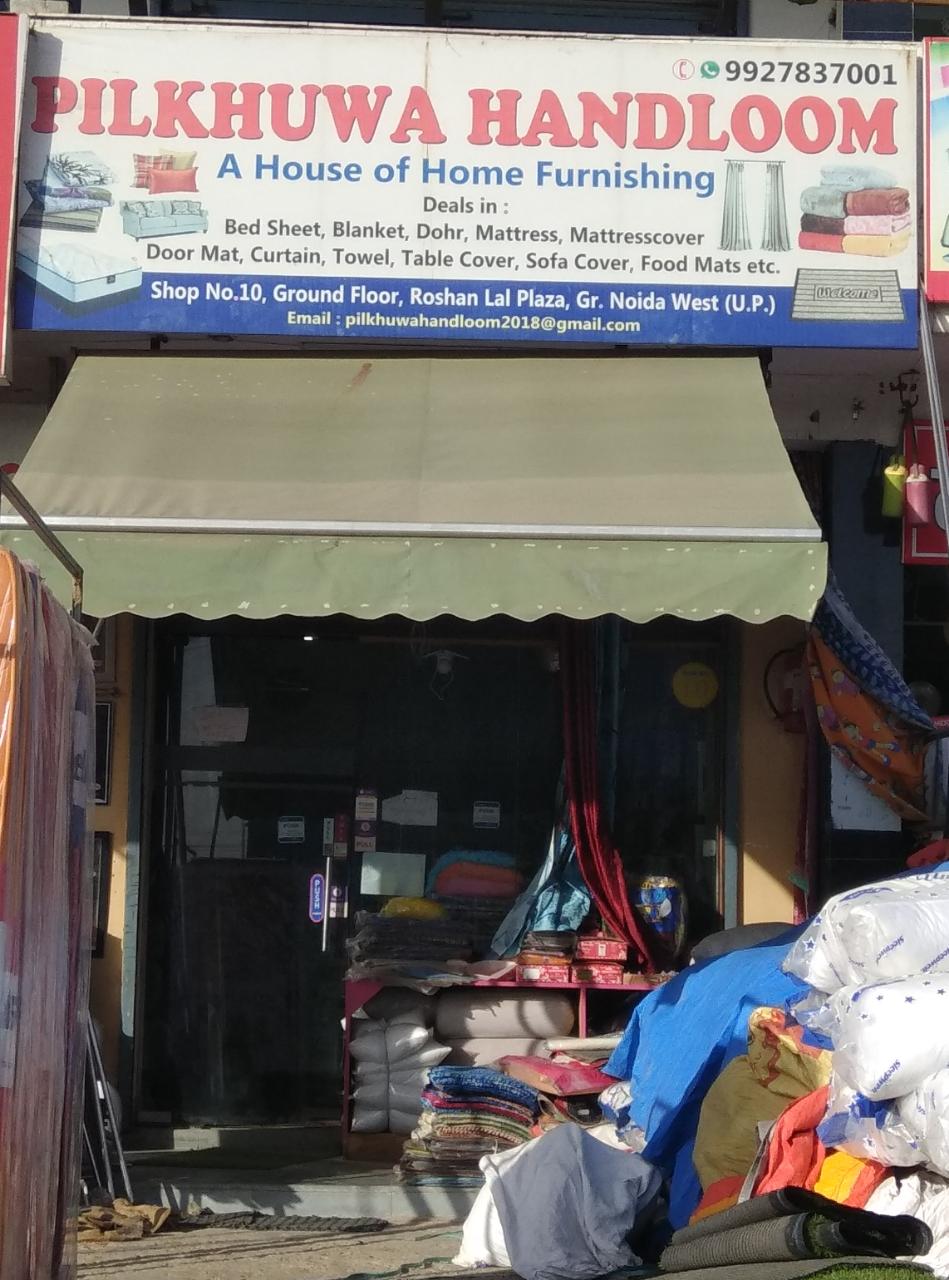 9927837001
PILKHUWA HANDLOOM
A House of Home Furnishing
Deals in :
Bed Sheet, Blanket, Dohr, Mattress, Mattresscover
Door Mat, Curtain, Towel, Table Cover, Sofa Cover, Food Mats etc.
Welcome
Shop No.10, Ground Floor, Roshan Lal Plaza, Gr. Noida West (U.P.)
Email : pilkhuwahandloom2018@gmail.com
PULL
PUSH